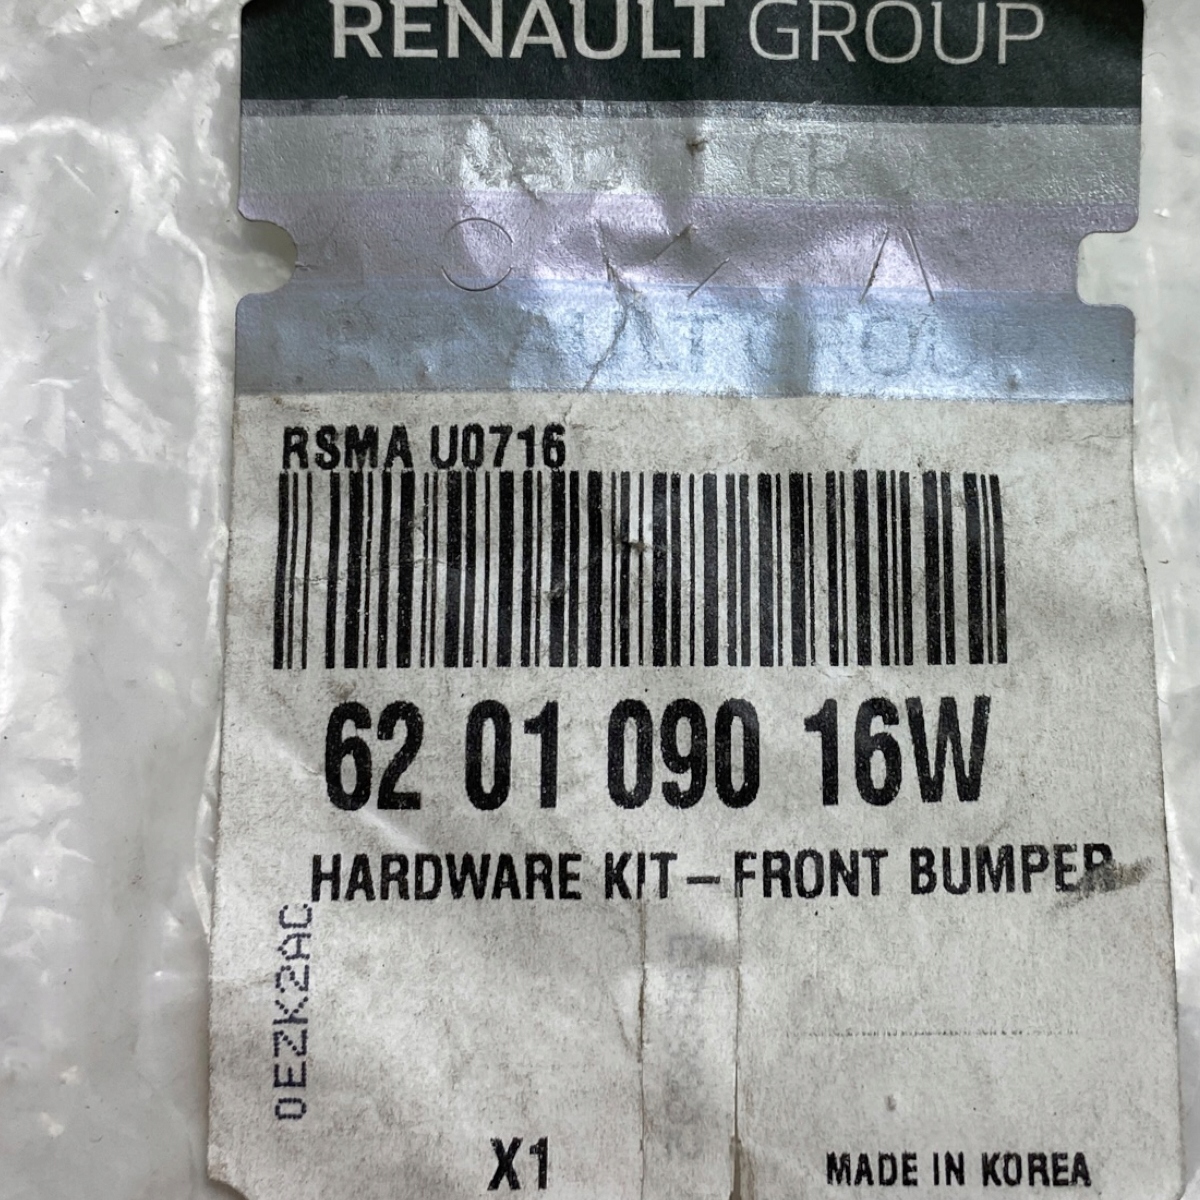 RENAULT GROUP
RSMA U0716
62 01 090 16W
HARDWARE KIT – FRONT BUMPER
0EZK2AC
X1
MADE IN KOREA